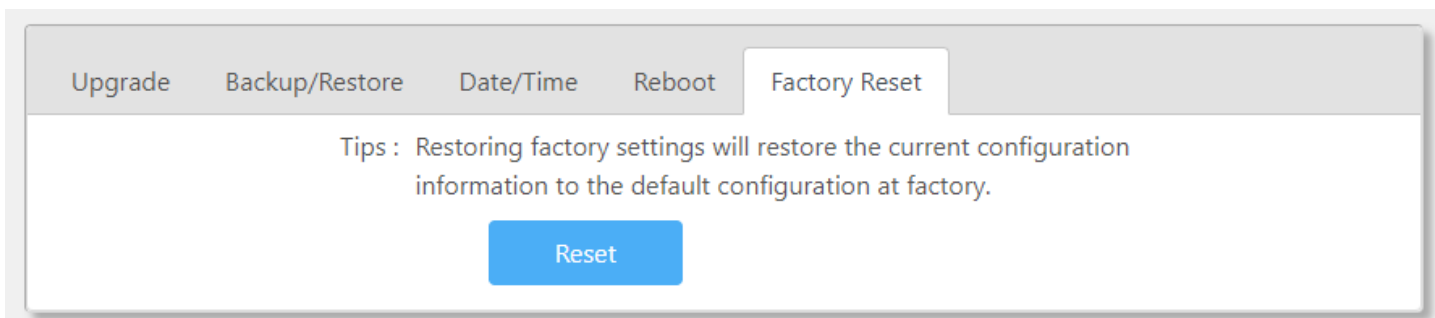 Upgrade Backup/Restore Date/Time Reboot Factory Reset
Tips : Restoring factory settings will restore the current configuration
information to the default configuration at factory.
Reset